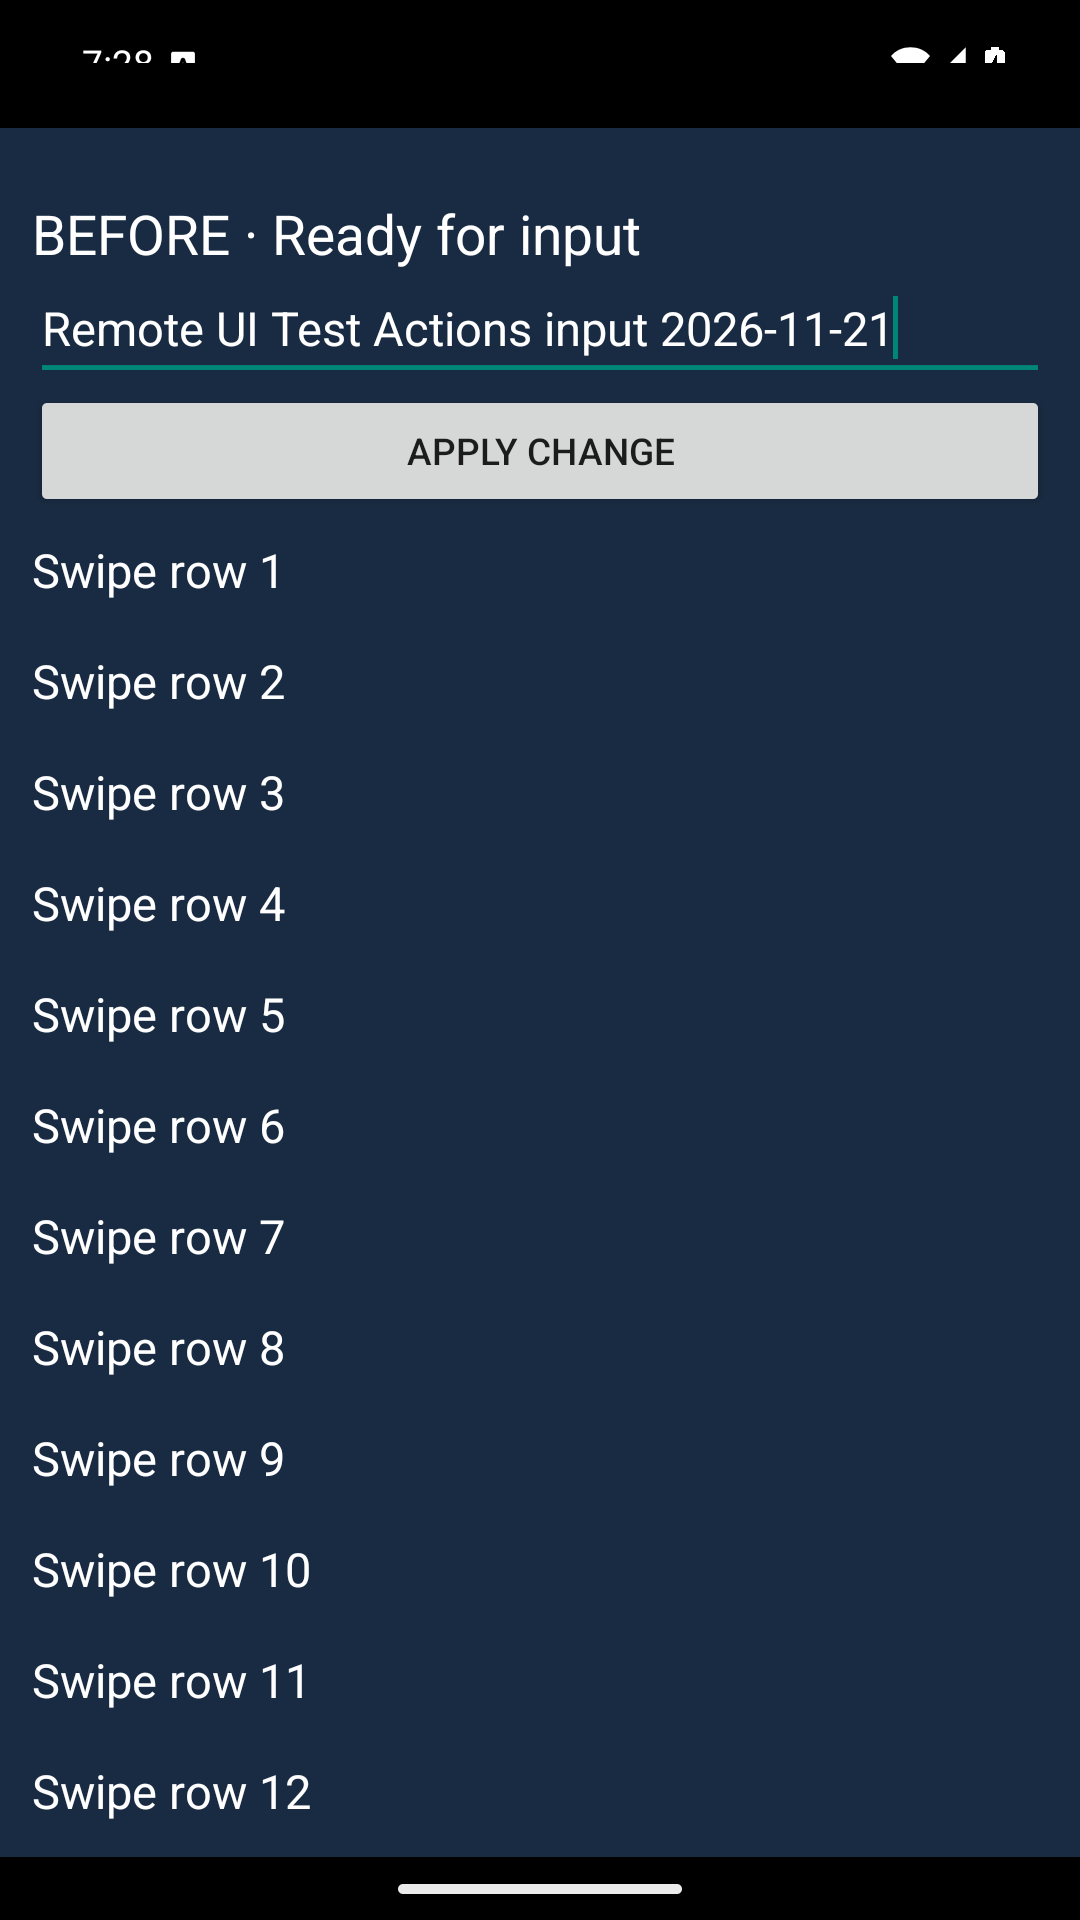 BEFORE · Ready for input
Remote UI Test Actions input 2026-11-21
APPLY CHANGE
Swipe row 1
Swipe row 2
Swipe row 3
Swipe row 4
Swipe row 5
Swipe row 6
Swipe row 7
Swipe row 8
Swipe row 9
Swipe row 10
Swipe row 11
Swipe row 12